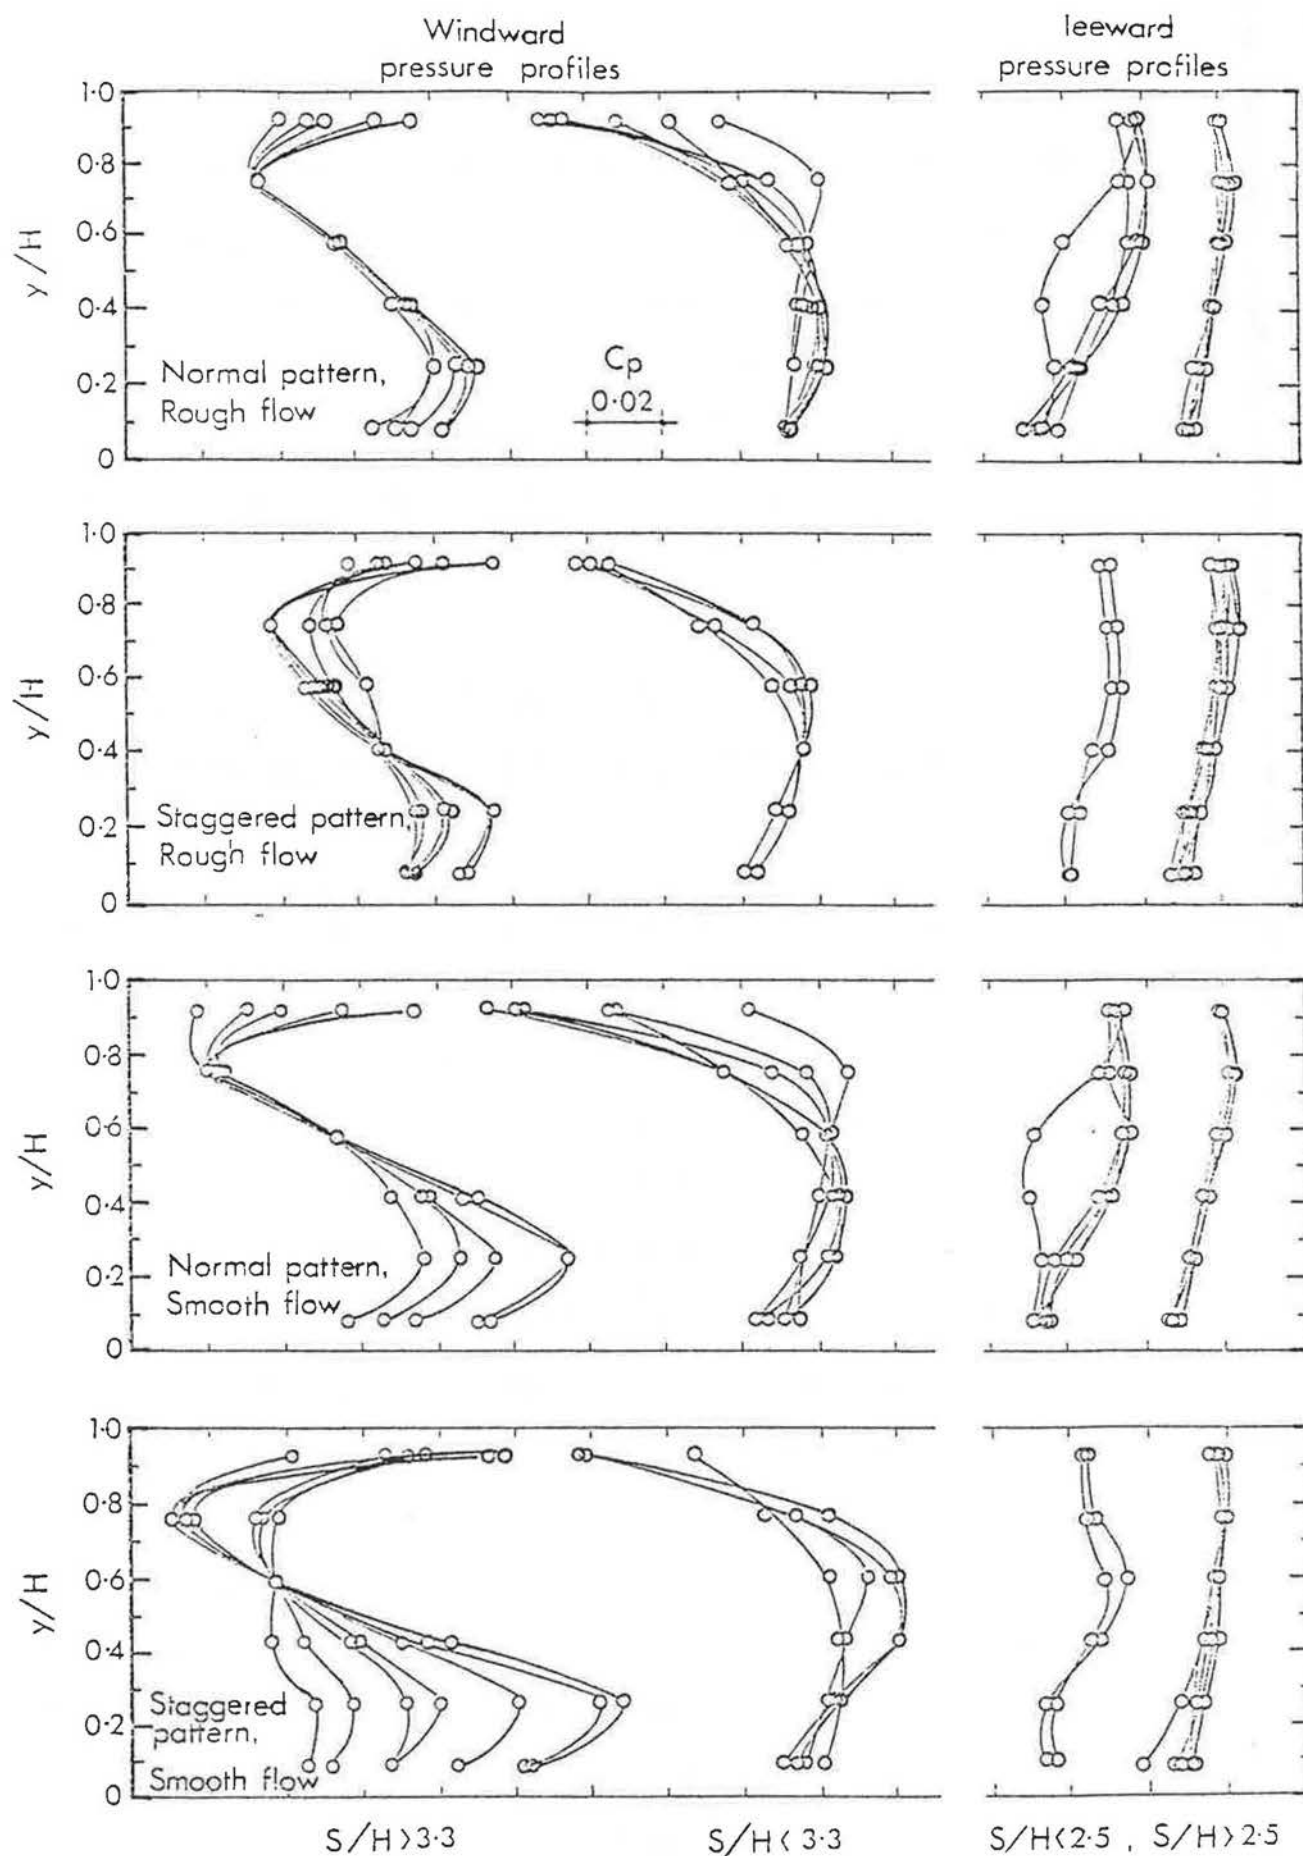 Windward
pressure profiles
leeward
pressure profiles
1·0
0·8
0·6
0·4
0·2
0
y/H
Normal pattern,
Rough flow
Cp
0·02
1·0
0·8
0·6
0·4
0·2
0
y/H
Staggered pattern,
Rough flow
1·0
0·8
0·6
0·4
0·2
0
y/H
Normal pattern,
Smooth flow
1·0
0·8
0·6
0·4
0·2
0
y/H
Staggered
pattern,
Smooth flow
S/H>3·3
S/H<3·3
S/H<2·5 , S/H>2·5